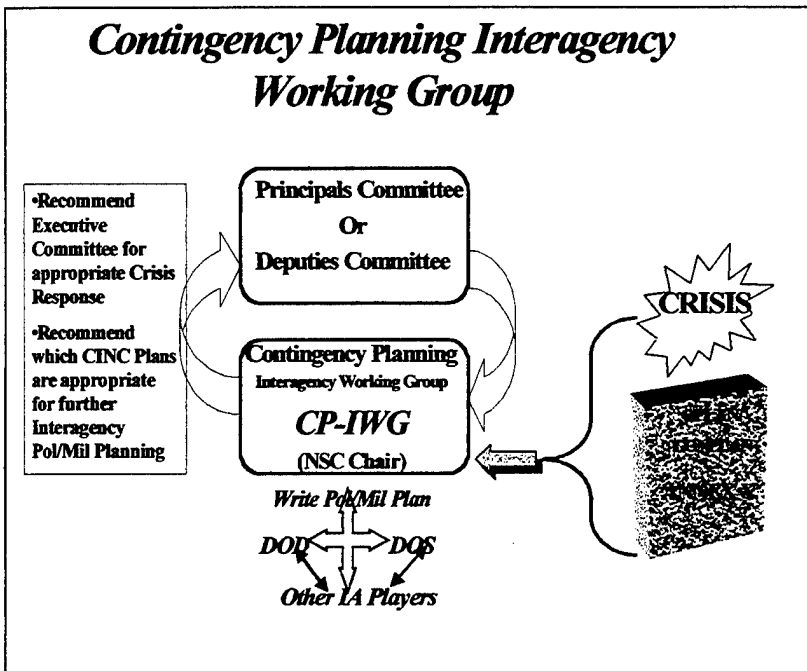 Contingency Planning Interagency
Working Group
•Recommend
Executive
Committee for
appropriate Crisis
Response
•Recommend
which CINC Plans
are appropriate
for further
Interagency
Pol/Mil Planning
Principals Committee
Or
Deputies Committee
Contingency Planning
Interagency Working Group
CP-IWG
(NSC Chair)
Write Pol/Mil Plan
DOD
DOS
Other IA Players
CRISIS